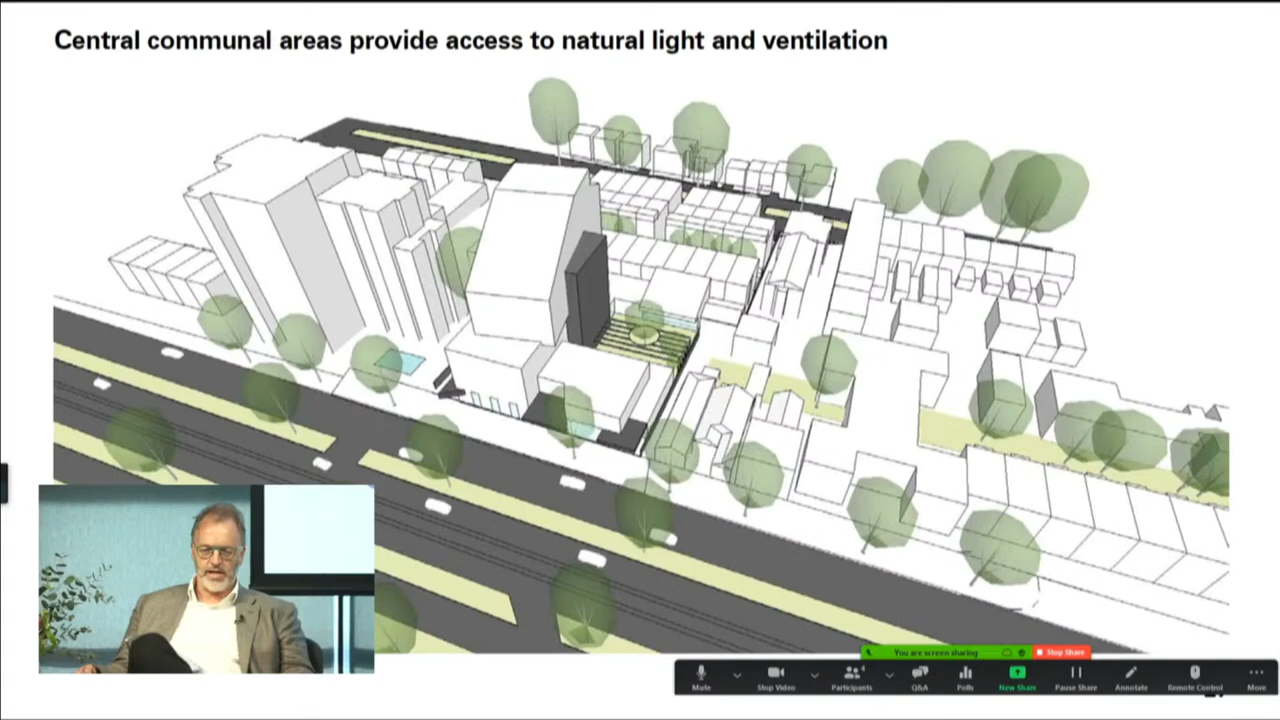 Central communal areas provide access to natural light and ventilation
You are screen sharing
Stop Share
4
Mute
Stop Video
Participants
Q&A
Polls
New Share
Pause Share
Annotate
Remote Control
More